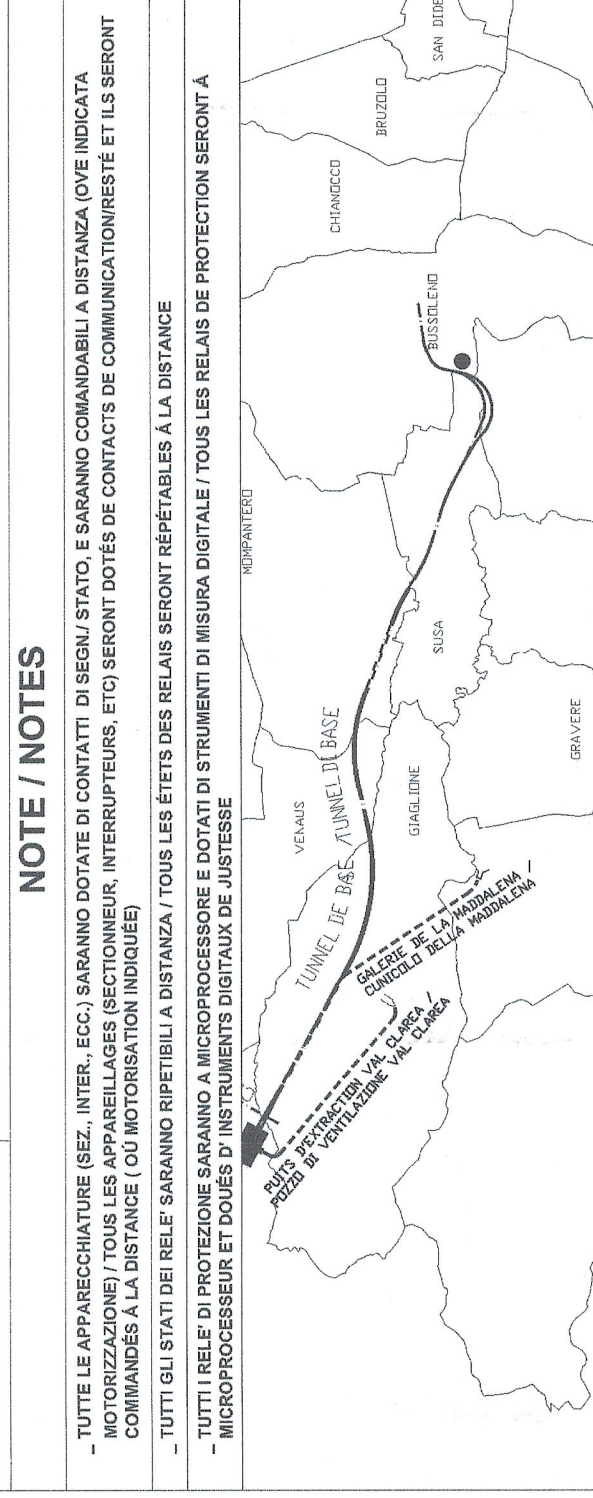 NOTE / NOTES
– TUTTE LE APPARECCHIATURE (SEZ., INTER., ECC.) SARANNO DOTATE DI CONTATTI DI SEGN./ STATO, E SARANNO COMANDABILI A DISTANZA (OVE INDICATA
MOTORIZZAZIONE) / TOUS LES APPAREILLAGES (SECTIONNEUR, INTERRUPTEURS, ETC) SERONT DOTÉS DE CONTACTS DE COMMUNICATION/RESTÉ ET ILS SERONT
COMMANDÉS Á LA DISTANCE ( OÚ MOTORISATION INDIQUÉE)
– TUTTI GLI STATI DEI RELE' SARANNO RIPETIBILI A DISTANZA / TOUS LES ÉTETS DES RELAIS SERONT RÉPÉTABLES Á LA DISTANCE
– TUTTI I RELE' DI PROTEZIONE SARANNO A MICROPROCESSORE E DOTATI DI STRUMENTI DI MISURA DIGITALE / TOUS LES RELAIS DE PROTECTION SERONT Á
MICROPROCESSEUR ET DOUÉS D' INSTRUMENTS DIGITAUX DE JUSTESSE
MOMPANTERO
SAN DIDE
BRUZOLO
CHIANOCCO
BUSSOLENO
VENAUS
TUNNEL DE BASE /TUNNEL DI BASE
SUSA
GIAGLIONE
GRAVERE
GALERIE DE LA MADDALENA /
CUNICOLO DELLA MADDALENA
PUITS D'EXTRACTION VAL CLAREA /
POZZO DI VENTILAZIONE VAL CLAREA